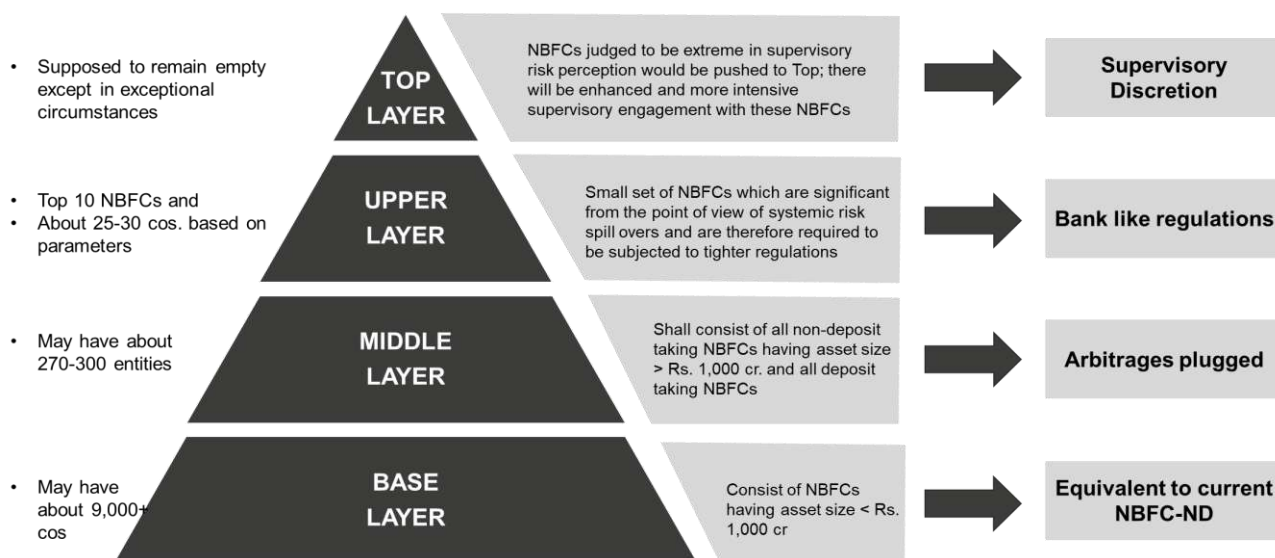 • Supposed to remain empty
except in exceptional
circumstances
TOP
LAYER
NBFCs judged to be extreme in supervisory
risk perception would be pushed to Top; there
will be enhanced and more intensive
supervisory engagement with these NBFCs
Supervisory
Discretion
• Top 10 NBFCs and
• About 25-30 cos. based on
parameters
UPPER
LAYER
Small set of NBFCs which are significant
from the point of view of systemic risk
spill overs and are therefore required to
be subjected to tighter regulations
Bank like regulations
• May have about
270-300 entities
MIDDLE
LAYER
Shall consist of all non-deposit
taking NBFCs having asset size
> Rs. 1,000 cr. and all deposit
taking NBFCs
Arbitrages plugged
• May have
about 9,000+
cos
BASE
LAYER
Consist of NBFCs
having asset size < Rs.
1,000 cr
Equivalent to current
NBFC-ND